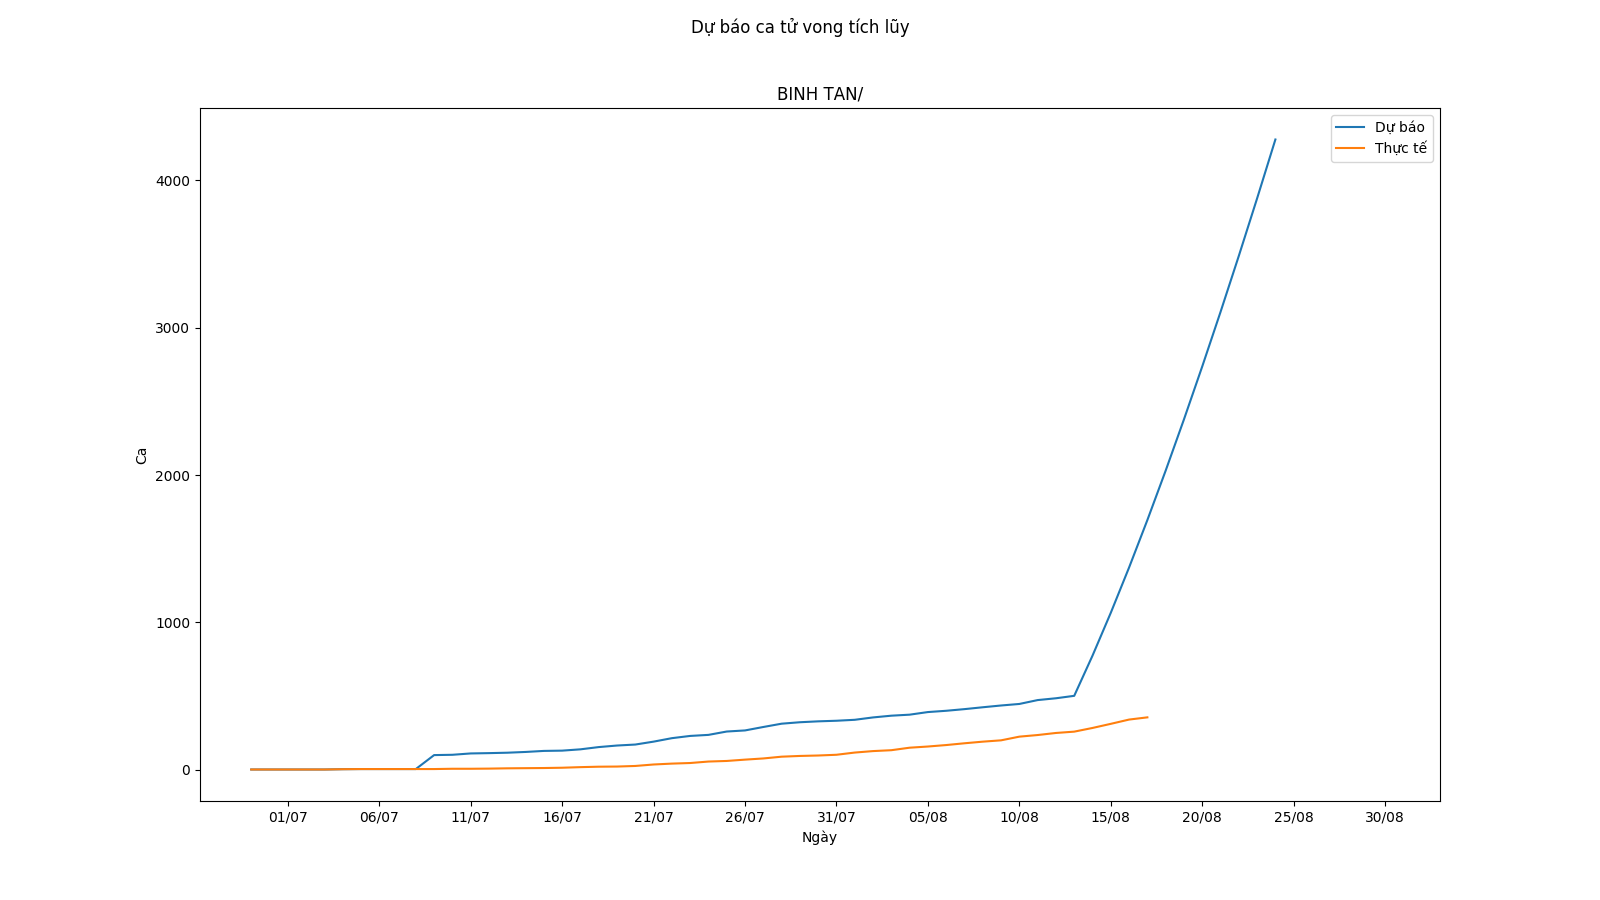 Dự báo ca tử vong tích lũy
BINH TAN/
Dự báo
Thực tế
Ca
4000
3000
2000
1000
0
01/07 06/07 11/07 16/07 21/07 26/07 31/07 05/08 10/08 15/08 20/08 25/08 30/08
Ngày